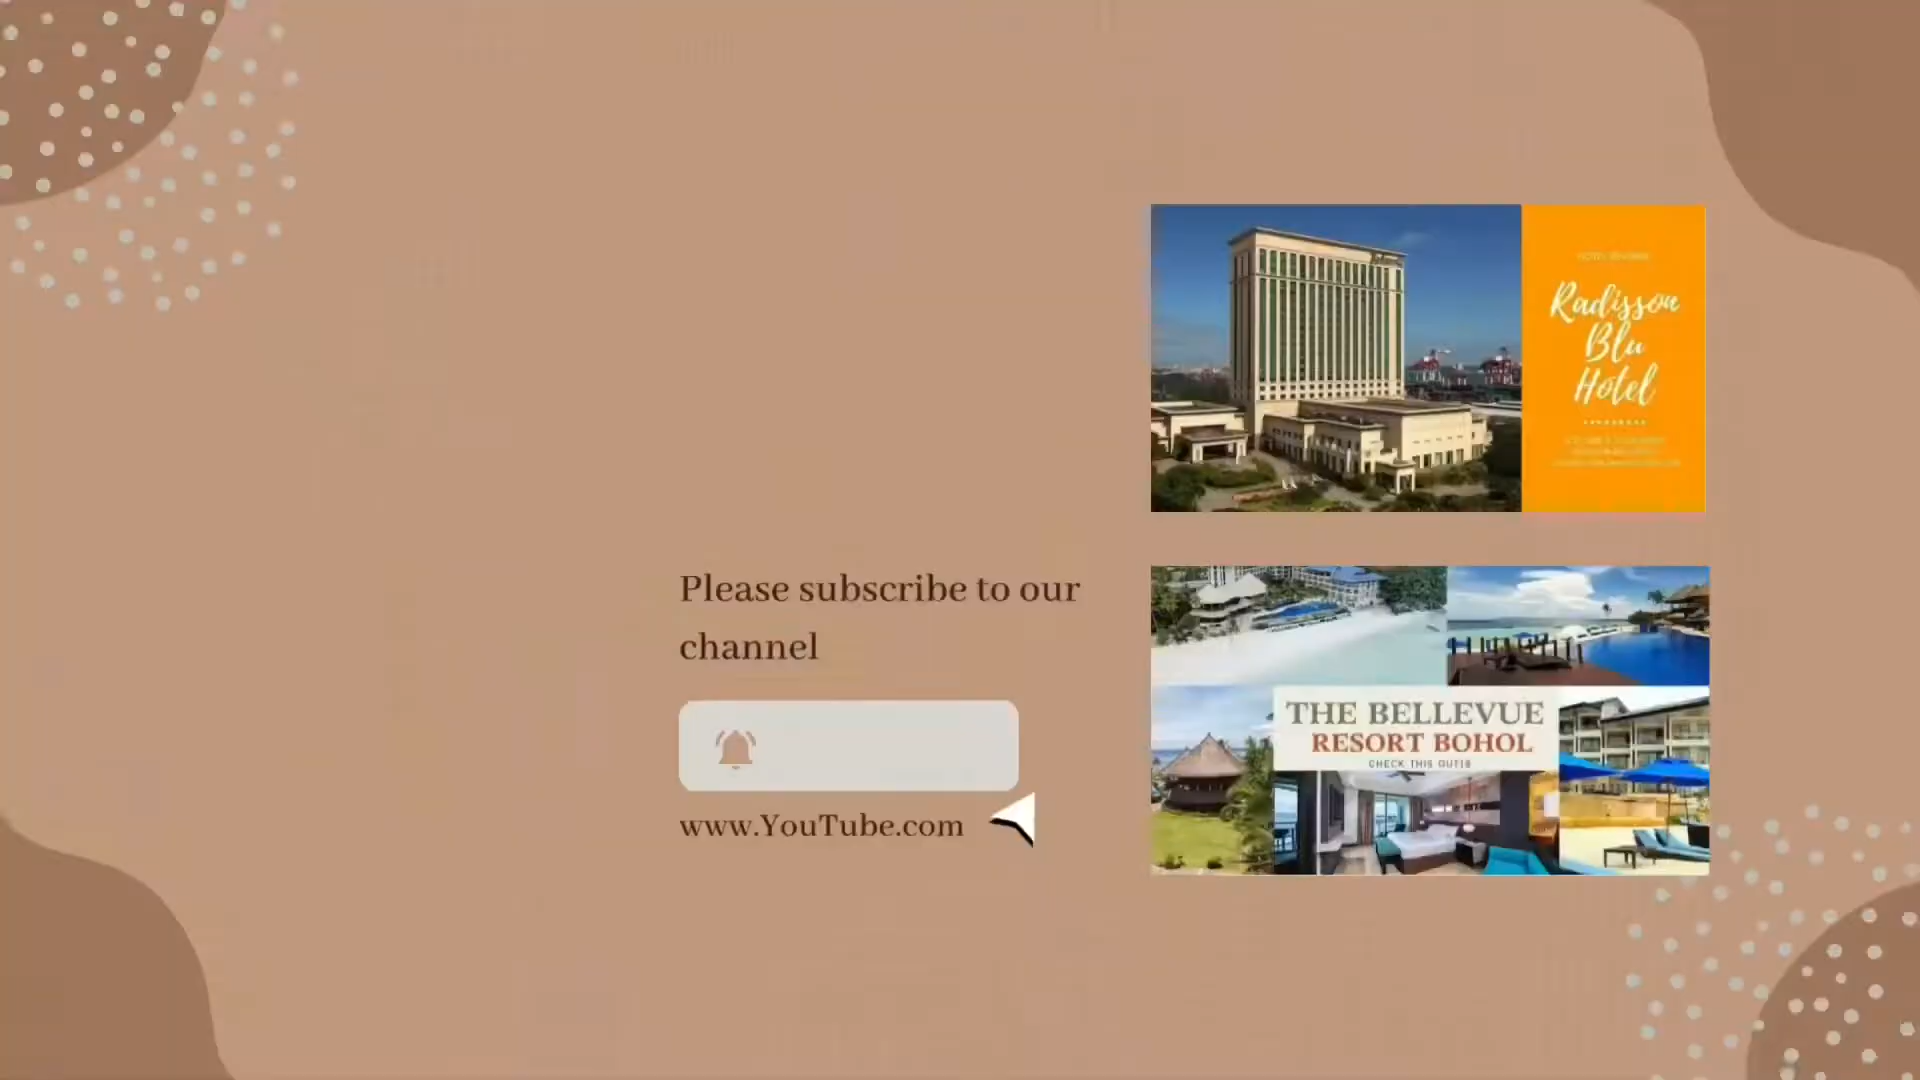 Please subscribe to our
channel
www.YouTube.com
Radisson
Blu
Hotel
THE BELLEVUE
RESORT BOHOL
CHECK THIS OUT!